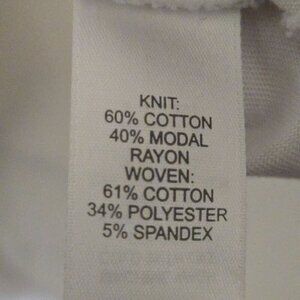 KNIT:
60% COTTON
40% MODAL
RAYON
WOVEN:
61% COTTON
34% POLYESTER
5% SPANDEX